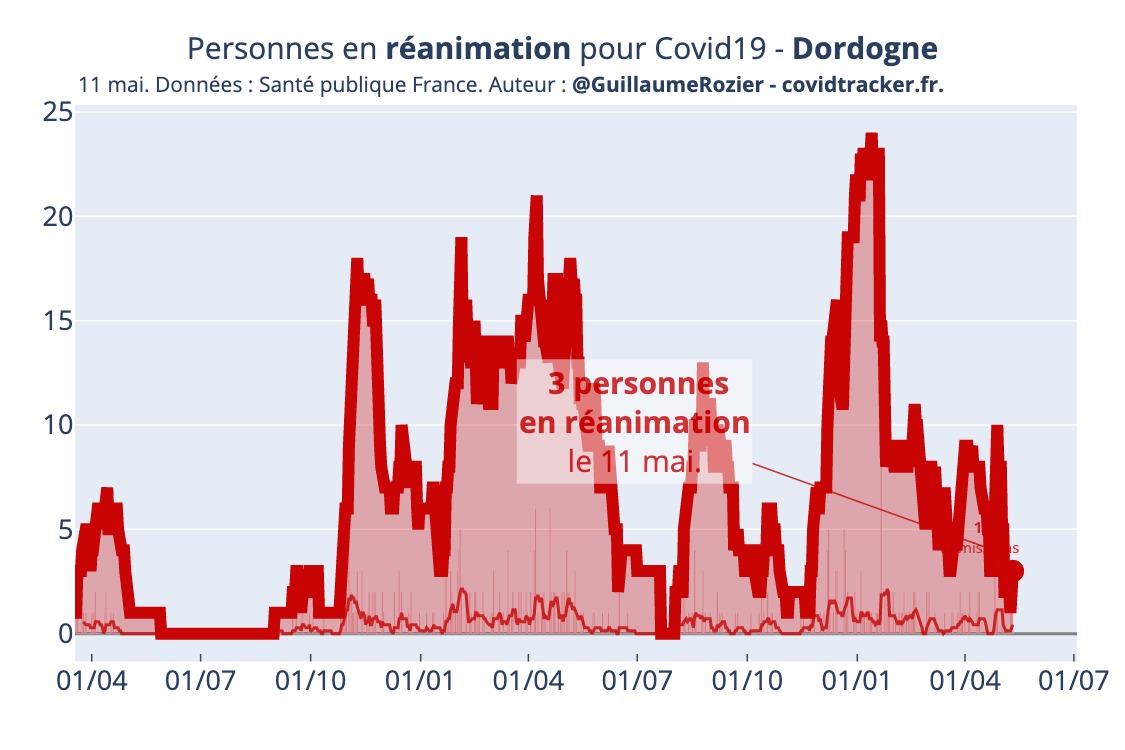 Personnes en réanimation pour Covid19 - Dordogne
11 mai. Données : Santé publique France. Auteur : @GuillaumeRozier - covidtracker.fr.
25
20
15
10
5
0
3 personnes
en réanimation
le 11 mai.
01/04 01/07 01/10 01/01 01/04 01/07 01/10 01/01 01/04 01/07